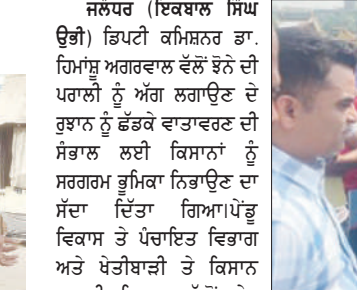 ਜਲੰਧਰ (ਇਕਬਾਲ ਸਿੰਘ
ਉਭੀ) ਡਿਪਟੀ ਕਮਿਸ਼ਨਰ ਡਾ.
ਹਿਮਾਂਸ਼ੂ ਅਗਰਵਾਲ ਵੱਲੋਂ ਝੋਨੇ ਦੀ
ਪਰਾਲੀ ਨੂੰ ਅੱਗ ਲਗਾਉਣ ਦੇ
ਰੁਝਾਨ ਨੂੰ ਛੱਡਕੇ ਵਾਤਾਵਰਣ ਦੀ
ਸੰਭਾਲ ਲਈ ਕਿਸਾਨਾਂ ਨੂੰ
ਸਰਗਰਮ ਭੂਮਿਕਾ ਨਿਭਾਉਣ ਦਾ
ਸੱਦਾ ਦਿੱਤਾ ਗਿਆ।ਪੇਂਡੂ
ਵਿਕਾਸ ਤੇ ਪੰਚਾਇਤ ਵਿਭਾਗ
ਅਤੇ ਖੇਤੀਬਾੜੀ ਤੇ ਕਿਸਾਨ